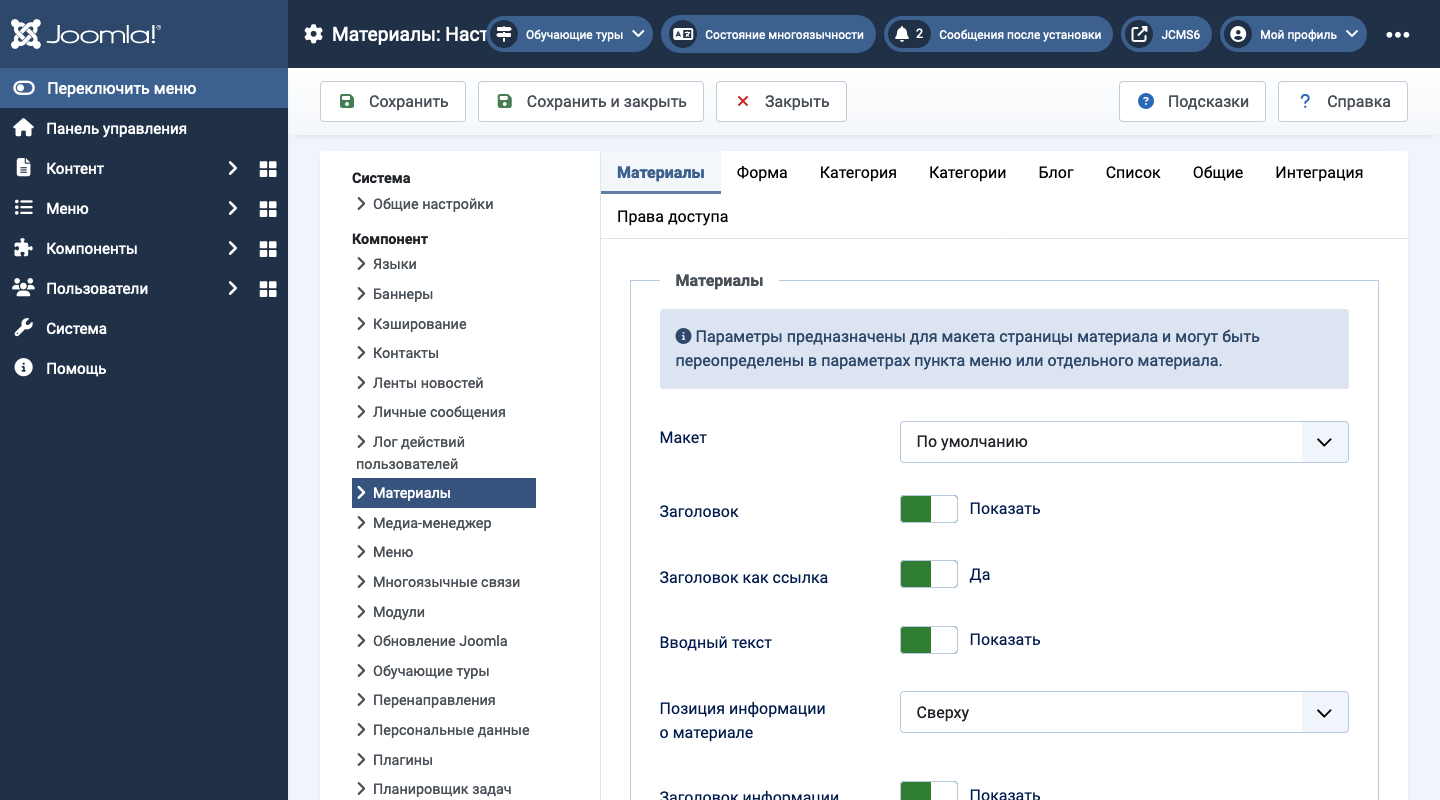 Joomla!
Материалы: Наст
Обучающие туры
Состояние многоязычности
2 Сообщения после установки
JCMS6
Мой профиль
Переключить меню
Панель управления
Контент
Меню
Компоненты
Пользователи
Система
Помощь
Сохранить
Сохранить и закрыть
Закрыть
Подсказки
Справка
Система
Общие настройки
Компонент
Языки
Баннеры
Кэширование
Контакты
Ленты новостей
Личные сообщения
Лог действий
пользователей
Материалы
Медиа-менеджер
Меню
Многоязычные связи
Модули
Обновление Joomla
Обучающие туры
Перенаправления
Персональные данные
Плагины
Планировщик задач
Материалы
Форма
Категория
Категории
Блог
Список
Общие
Интеграция
Права доступа
Материалы
Параметры предназначены для макета страницы материала и могут быть
переопределены в параметрах пункта меню или отдельного материала.
Макет
По умолчанию
Заголовок
Показать
Заголовок как ссылка
Да
Вводный текст
Показать
Позиция информации
о материале
Сверху
Заголовок информации
Показать